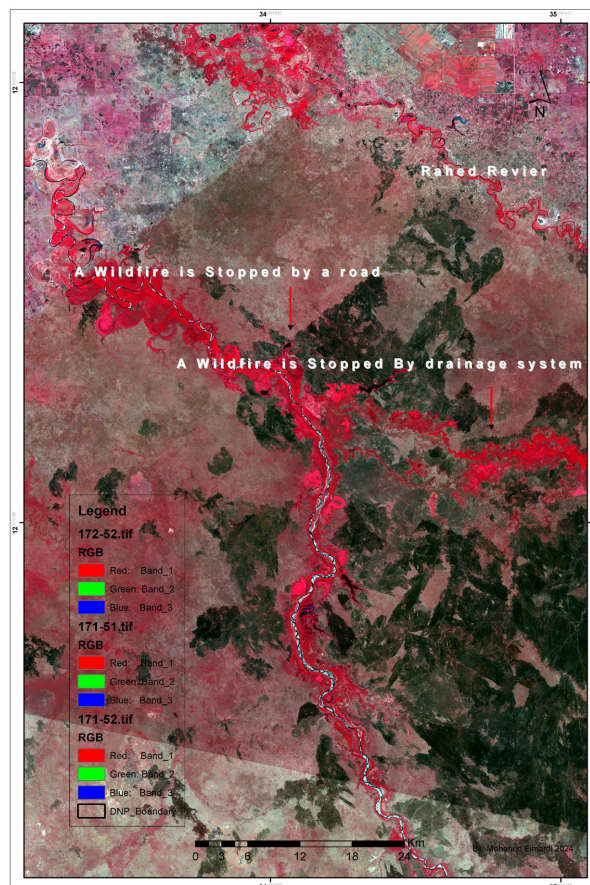 34
35
12
N
Rahed Revier
A Wildfire is Stopped by a road
A Wildfire is Stopped By drainage system
12
Legend
172-52.tif
RGB
Red: Band_1
Green: Band_2
Blue: Band_3
171-51.tif
RGB
Red: Band_1
Green: Band_2
Blue: Band_3
171-52.tif
RGB
Red: Band_1
Green: Band_2
Blue: Band_3
DNP_Boundary
Km
0 3 6 12 18 24
By: Mohanod Elmardi 2024